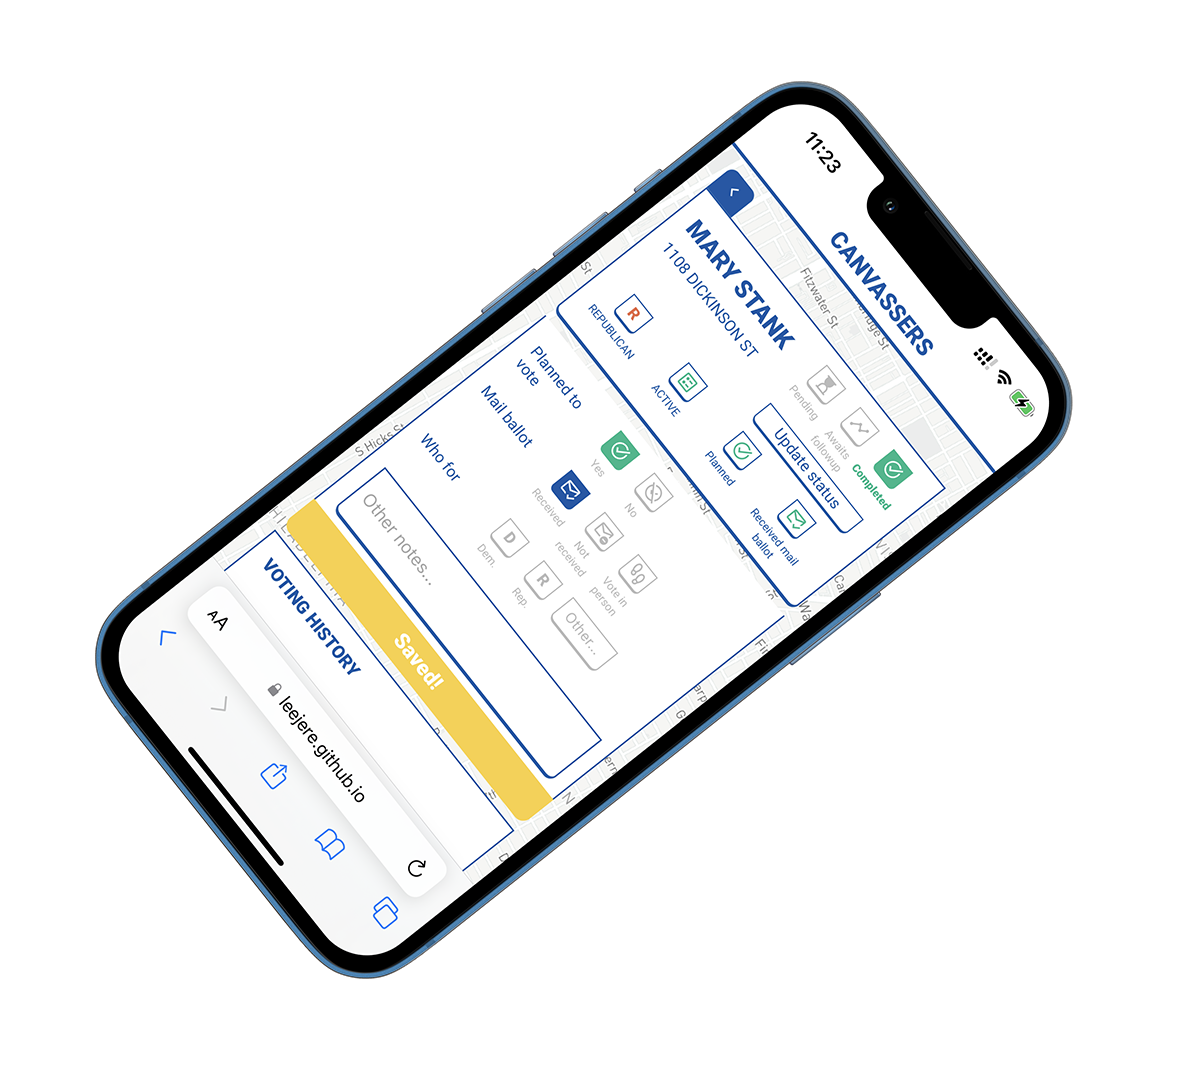 11:23
CANVASSERS
Fitzwater St
MARY STANK
1108 DICKINSON ST
Pending
Awaits
followup
Completed
Update status
REPUBLICAN
ACTIVE
Planned
Received mail
ballot
St
Planned to
vote
Yes
No
Mail ballot
Received
Not
received
Vote in
person
Who for
D
Dem.
R
Rep.
Other...
S Hicks St
Other notes...
Saved!
VOTING HISTORY
AA
leejere.github.io